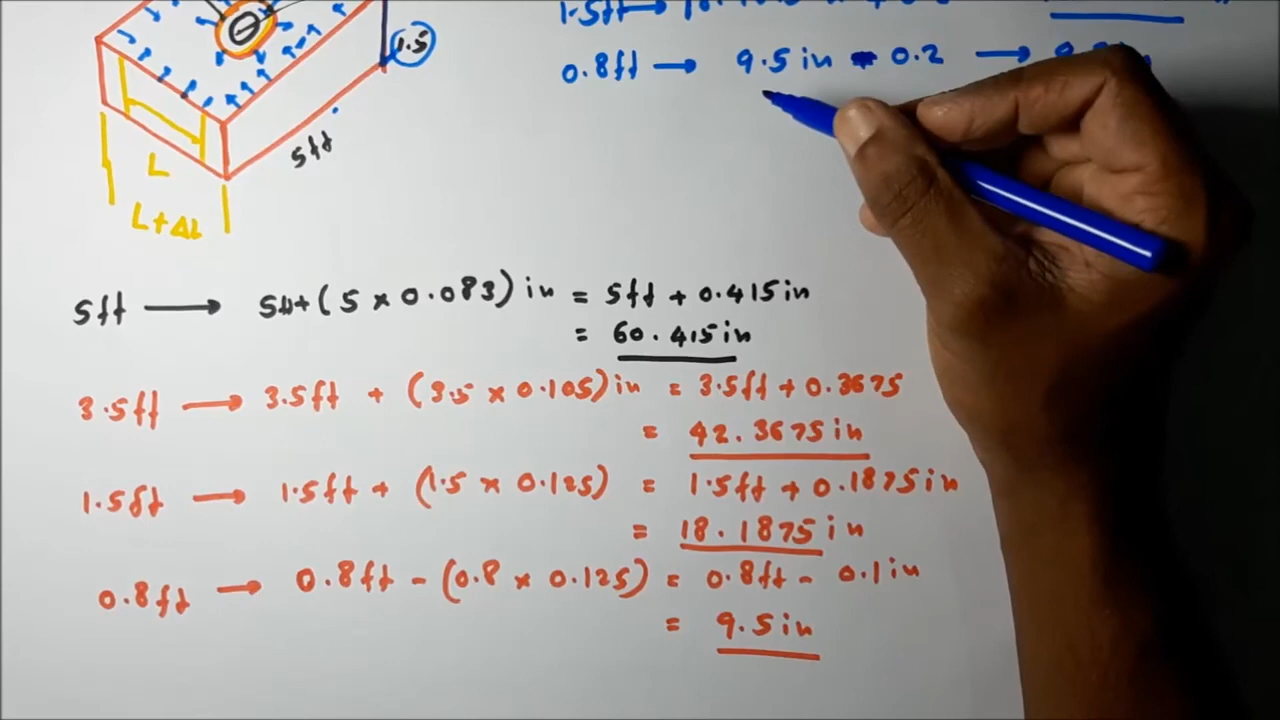 1.5ft →
1.5
0.8ft → 9.5 in - 0.2 →
5ft
L
L+ΔL
5ft → 5ft+(5 × 0.083) in = 5ft + 0.415in
= 60.415in
3.5ft → 3.5ft + (3.5 × 0.105) in = 3.5ft + 0.3675
= 42.3675in
1.5ft → 1.5ft + (1.5 × 0.125) = 1.5ft + 0.1875in
= 18.1875in
0.8ft → 0.8ft - (0.8 × 0.125) = 0.8ft - 0.1in
= 9.5in